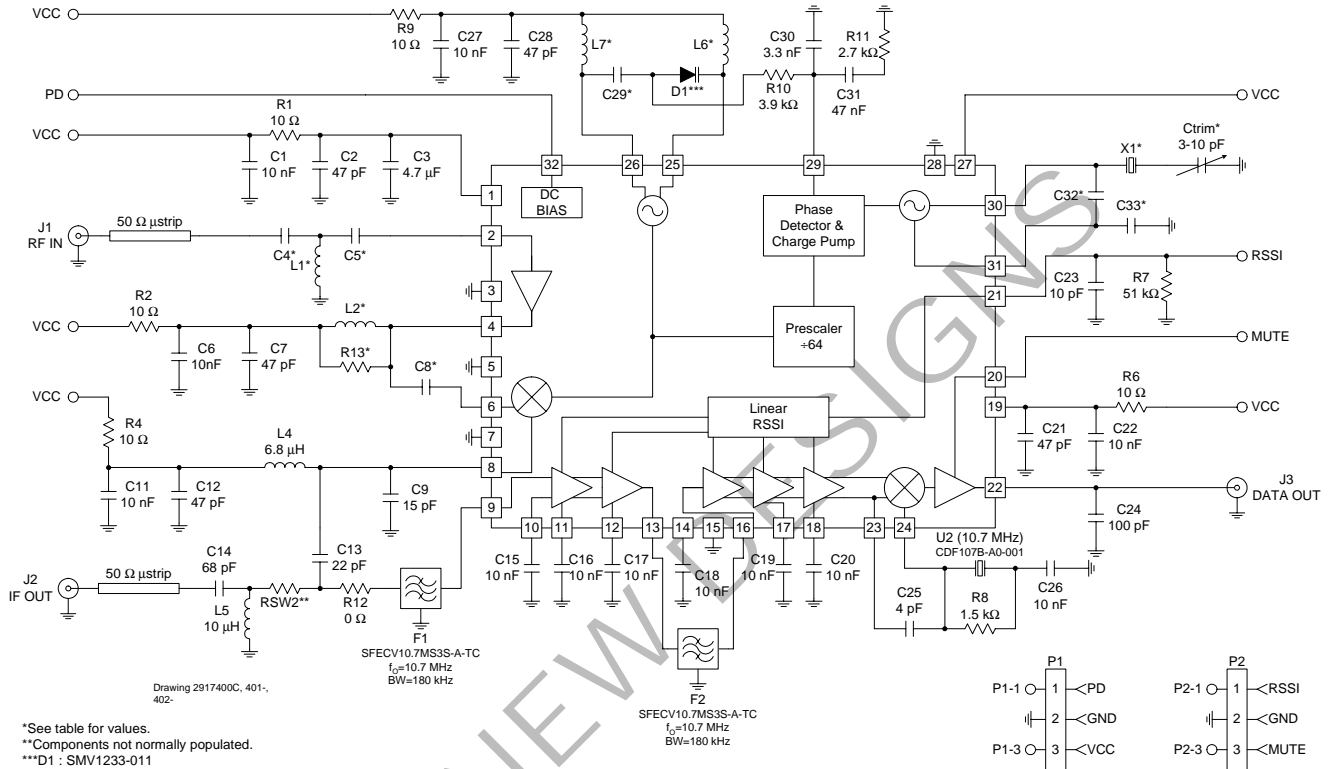 VCC
R9
10 Ω
C27
10 nF
C28
47 pF
L7*
L6*
C30
3.3 nF
R11
2.7 kΩ
C29*
D1***
R10
3.9 kΩ
C31
47 nF
PD
VCC
VCC
R1
10 Ω
C1
10 nF
C2
47 pF
C3
4.7 µF
32
26
25
29
28
27
X1*
Ctrim*
3-10 pF
1
DC
BIAS
Phase
Detector &
Charge Pump
30
C32*
C33*
J1
RF IN
50 Ω µstrip
C4*
L1*
C5*
2
31
RSSI
3
21
C23
10 pF
R7
51 kΩ
R2
10 Ω
VCC
L2*
4
Prescaler
÷64
MUTE
C6
10nF
C7
47 pF
R13*
C8*
5
20
6
19
R6
10 Ω
VCC
VCC
R4
10 Ω
Linear
RSSI
C21
47 pF
C22
10 nF
7
L4
6.8 µH
8
C11
10 nF
C12
47 pF
C9
15 pF
9
22
J3
DATA OUT
C24
100 pF
10
11
12
13
14
15
16
17
18
23
24
U2 (10.7 MHz)
CDF107B-A0-001
C15
10 nF
C16
10 nF
C17
10 nF
C18
10 nF
C19
10 nF
C20
10 nF
C25
4 pF
R8
1.5 kΩ
C26
10 nF
J2
IF OUT
50 Ω µstrip
C14
68 pF
C13
22 pF
L5
10 µH
RSW2**
R12
0 Ω
F1
SFECV10.7MS3S-A-TC
fO=10.7 MHz
BW=180 kHz
F2
SFECV10.7MS3S-A-TC
fO=10.7 MHz
BW=180 kHz
Drawing 2917400C, 401-,
402-
*See table for values.
**Components not normally populated.
***D1 : SMV1233-011
P1
P1-1 1 PD
2 GND
P1-3 3 VCC
P2
P2-1 1 RSSI
2 GND
P2-3 3 MUTE
NEW DESIGNS